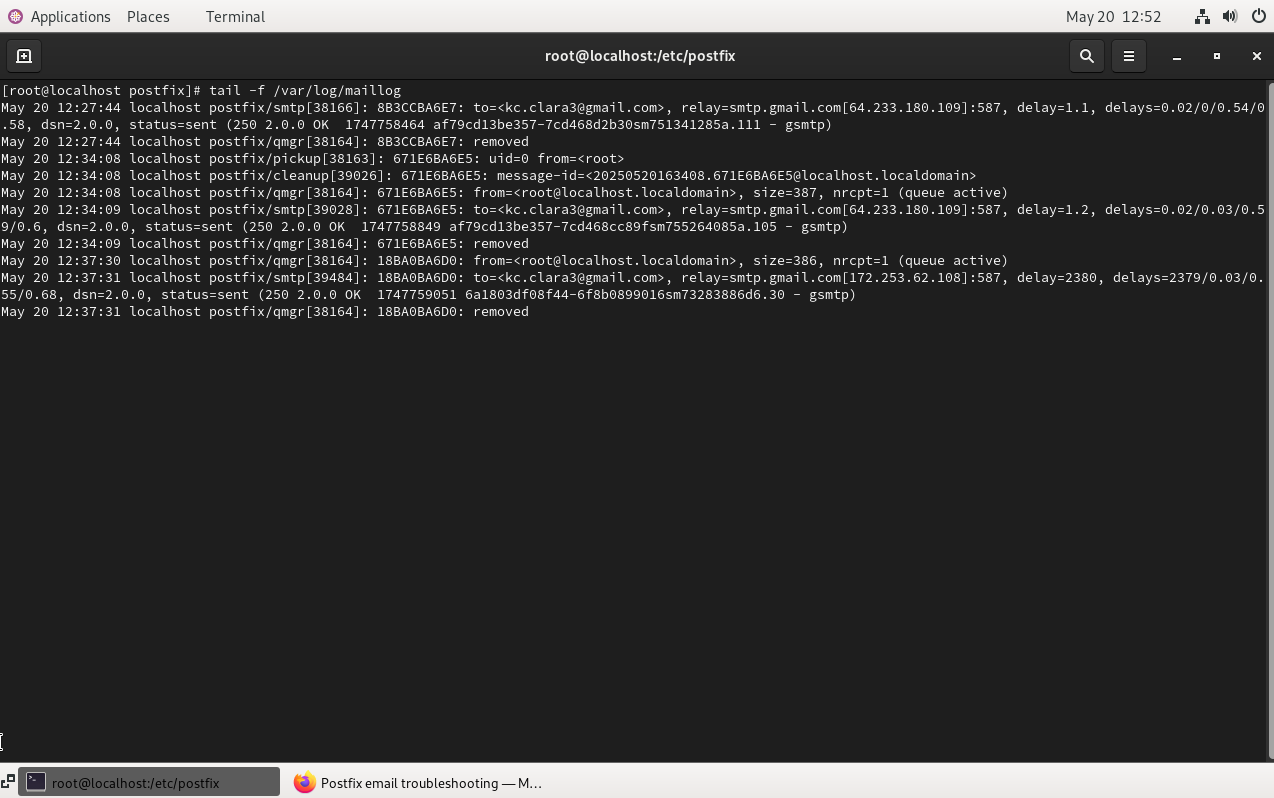 Applications Places Terminal May 20 12:52
root@localhost:/etc/postfix
[root@localhost postfix]# tail -f /var/log/maillog
May 20 12:27:44 localhost postfix/smtp[38166]: 8B3CCBA6E7: to=<kc.clara3@gmail.com>, relay=smtp.gmail.com[64.233.180.109]:587, delay=1.1, delays=0.02/0/0.54/0
.58, dsn=2.0.0, status=sent (250 2.0.0 OK  1747758464 af79cd13be357-7cd468d2b30sm751341285a.111 - gsmtp)
May 20 12:27:44 localhost postfix/qmgr[38164]: 8B3CCBA6E7: removed
May 20 12:34:08 localhost postfix/pickup[38163]: 671E6BA6E5: uid=0 from=<root>
May 20 12:34:08 localhost postfix/cleanup[39026]: 671E6BA6E5: message-id=<20250520163408.671E6BA6E5@localhost.localdomain>
May 20 12:34:08 localhost postfix/qmgr[38164]: 671E6BA6E5: from=<root@localhost.localdomain>, size=387, nrcpt=1 (queue active)
May 20 12:34:09 localhost postfix/smtp[39028]: 671E6BA6E5: to=<kc.clara3@gmail.com>, relay=smtp.gmail.com[64.233.180.109]:587, delay=1.2, delays=0.02/0.03/0.5
9/0.6, dsn=2.0.0, status=sent (250 2.0.0 OK  1747758849 af79cd13be357-7cd468cc89fsm755264085a.105 - gsmtp)
May 20 12:34:09 localhost postfix/qmgr[38164]: 671E6BA6E5: removed
May 20 12:37:30 localhost postfix/qmgr[38164]: 18BA0BA6D0: from=<root@localhost.localdomain>, size=386, nrcpt=1 (queue active)
May 20 12:37:31 localhost postfix/smtp[39484]: 18BA0BA6D0: to=<kc.clara3@gmail.com>, relay=smtp.gmail.com[172.253.62.108]:587, delay=2380, delays=2379/0.03/0.
55/0.68, dsn=2.0.0, status=sent (250 2.0.0 OK  1747759051 6a1803df08f44-6f8b0899016sm73283886d6.30 - gsmtp)
May 20 12:37:31 localhost postfix/qmgr[38164]: 18BA0BA6D0: removed
root@localhost:/etc/postfix Postfix email troubleshooting — M…